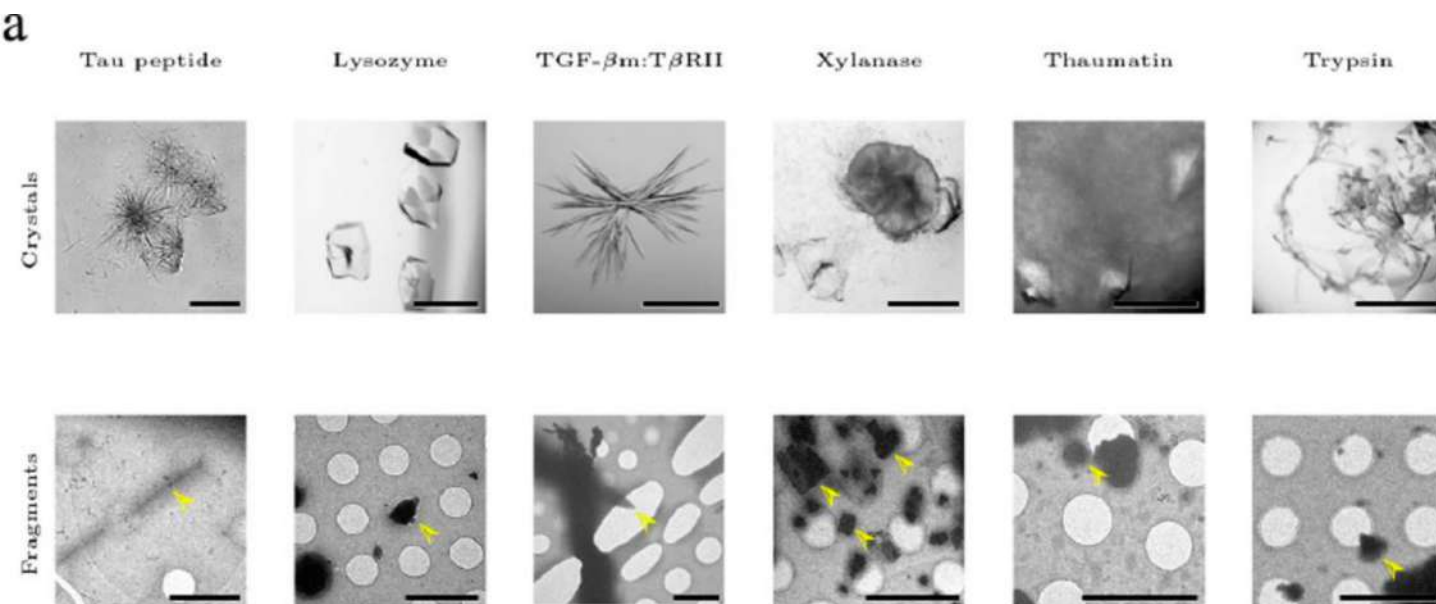 a
Tau peptide Lysozyme TGF-βm:TβRII Xylanase Thaumatin Trypsin
Crystals
Fragments